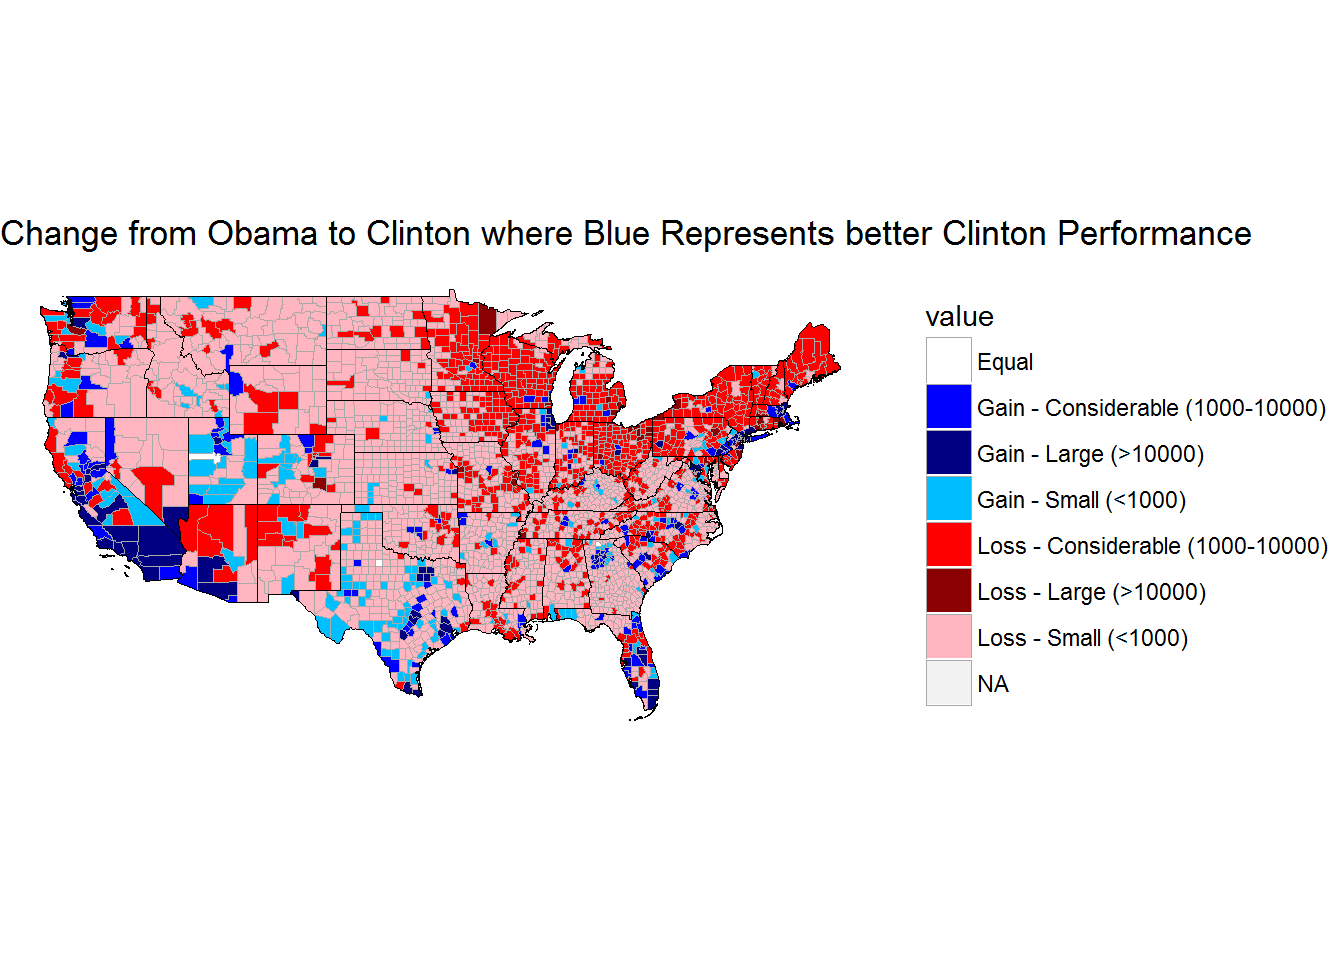 Change from Obama to Clinton where Blue Represents better Clinton Performance
value
Equal
Gain - Considerable (1000-10000)
Gain - Large (>10000)
Gain - Small (<1000)
Loss - Considerable (1000-10000)
Loss - Large (>10000)
Loss - Small (<1000)
NA